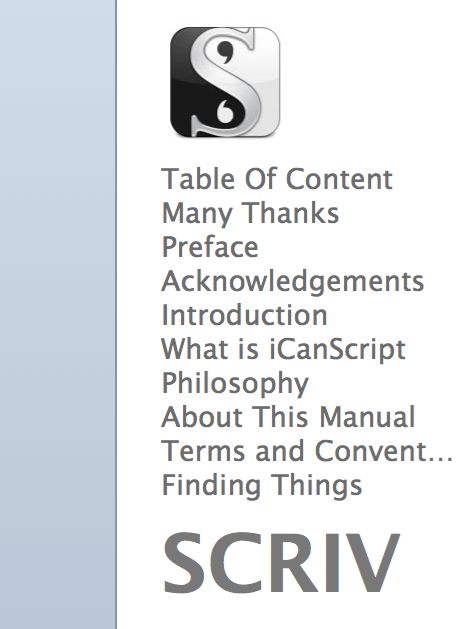 Table Of Content
Many Thanks
Preface
Acknowledgements
Introduction
What is iCanScript
Philosophy
About This Manual
Terms and Convent...
Finding Things
SCRIV